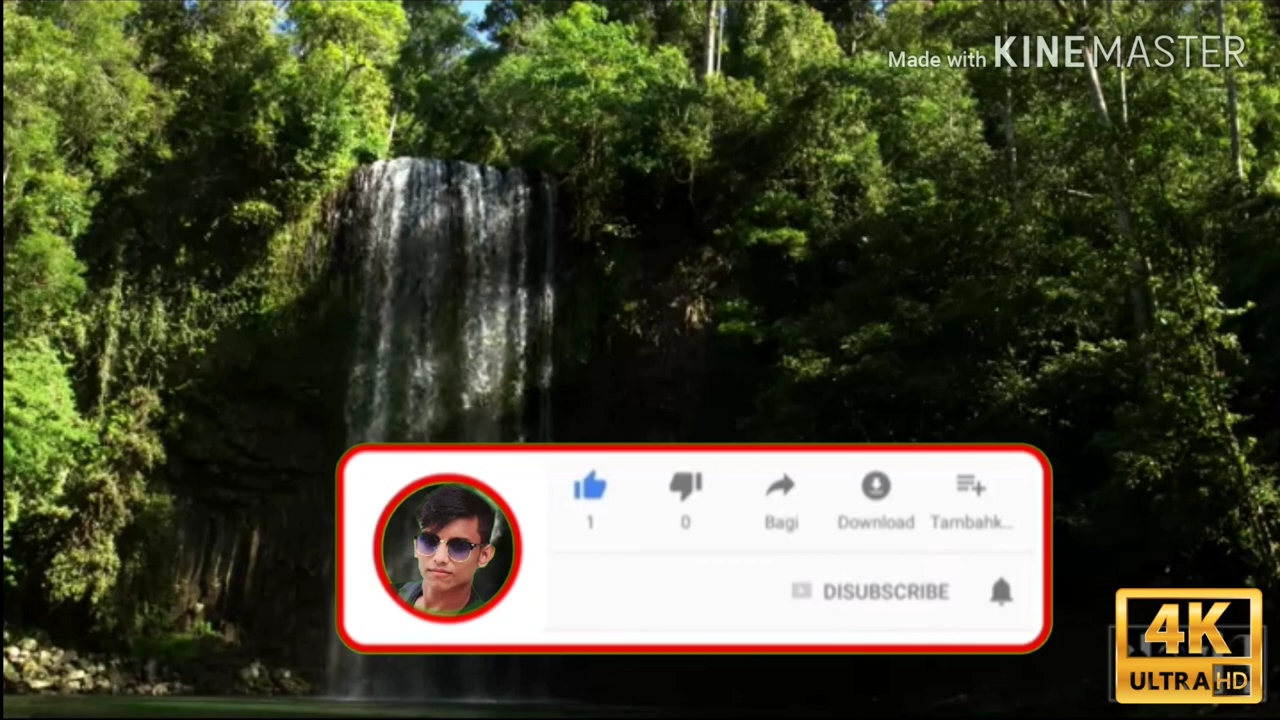 Made with KINEMASTER
1
0
Bagi
Download
Tambahk...
DISUBSCRIBE
4K
ULTRA HD